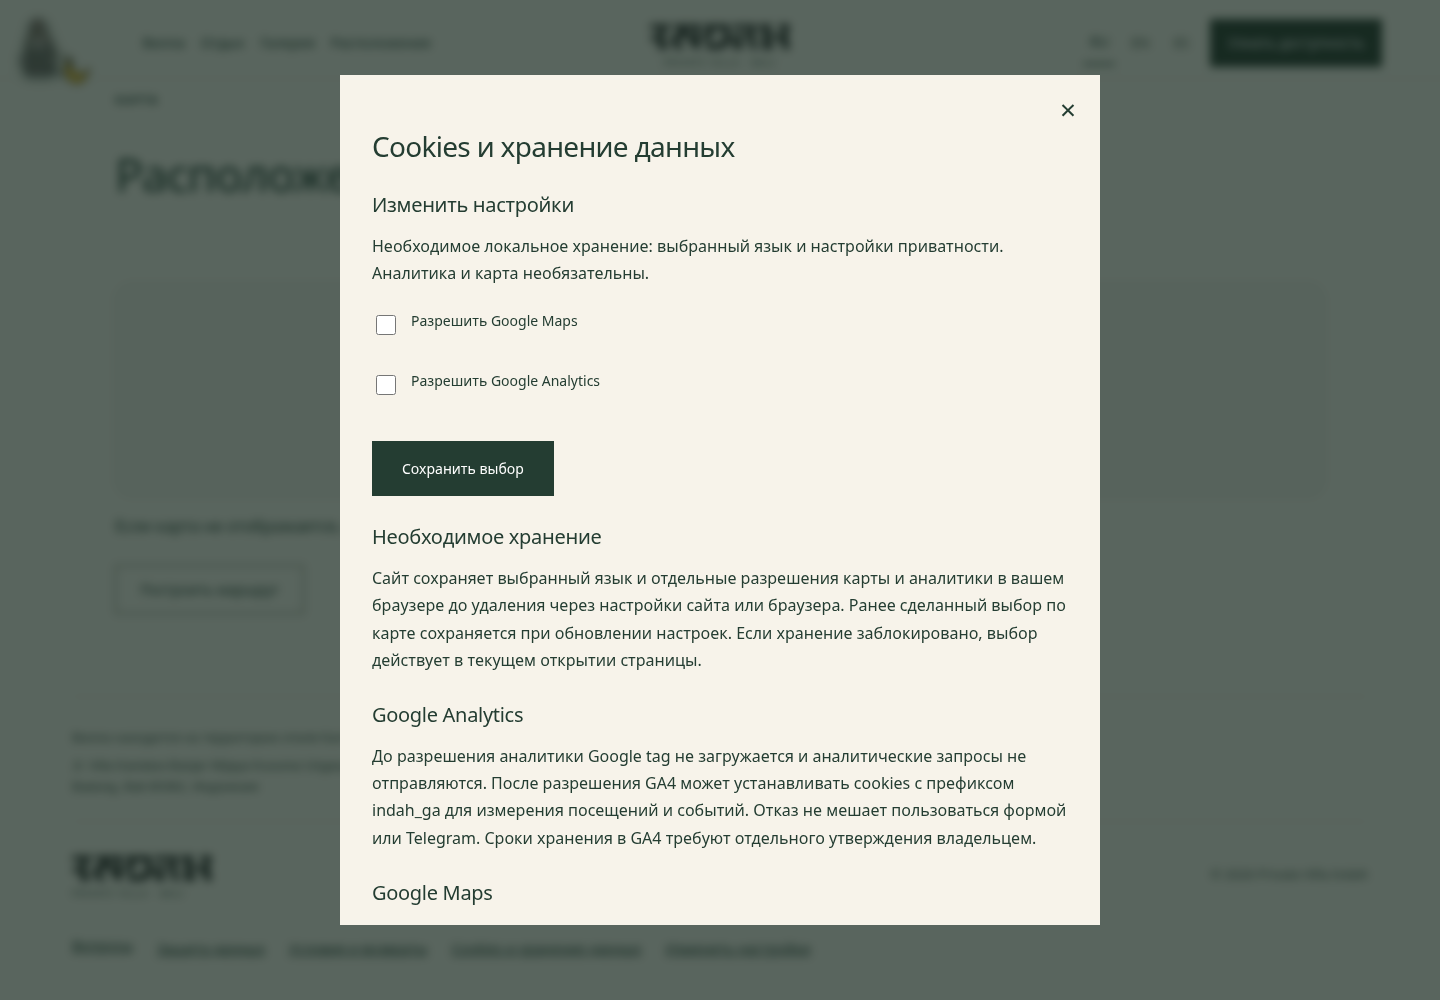 Расположе
×
Cookies и хранение данных
Изменить настройки
Необходимое локальное хранение: выбранный язык и настройки приватности.
Аналитика и карта необязательны.
Разрешить Google Maps
Разрешить Google Analytics
Сохранить выбор
Необходимое хранение
Сайт сохраняет выбранный язык и отдельные разрешения карты и аналитики в вашем
браузере до удаления через настройки сайта или браузера. Ранее сделанный выбор по
карте сохраняется при обновлении настроек. Если хранение заблокировано, выбор
действует в текущем открытии страницы.
Google Analytics
До разрешения аналитики Google tag не загружается и аналитические запросы не
отправляются. После разрешения GA4 может устанавливать cookies с префиксом
indah_ga для измерения посещений и событий. Отказ не мешает пользоваться формой
или Telegram. Сроки хранения в GA4 требуют отдельного утверждения владельцем.
Google Maps